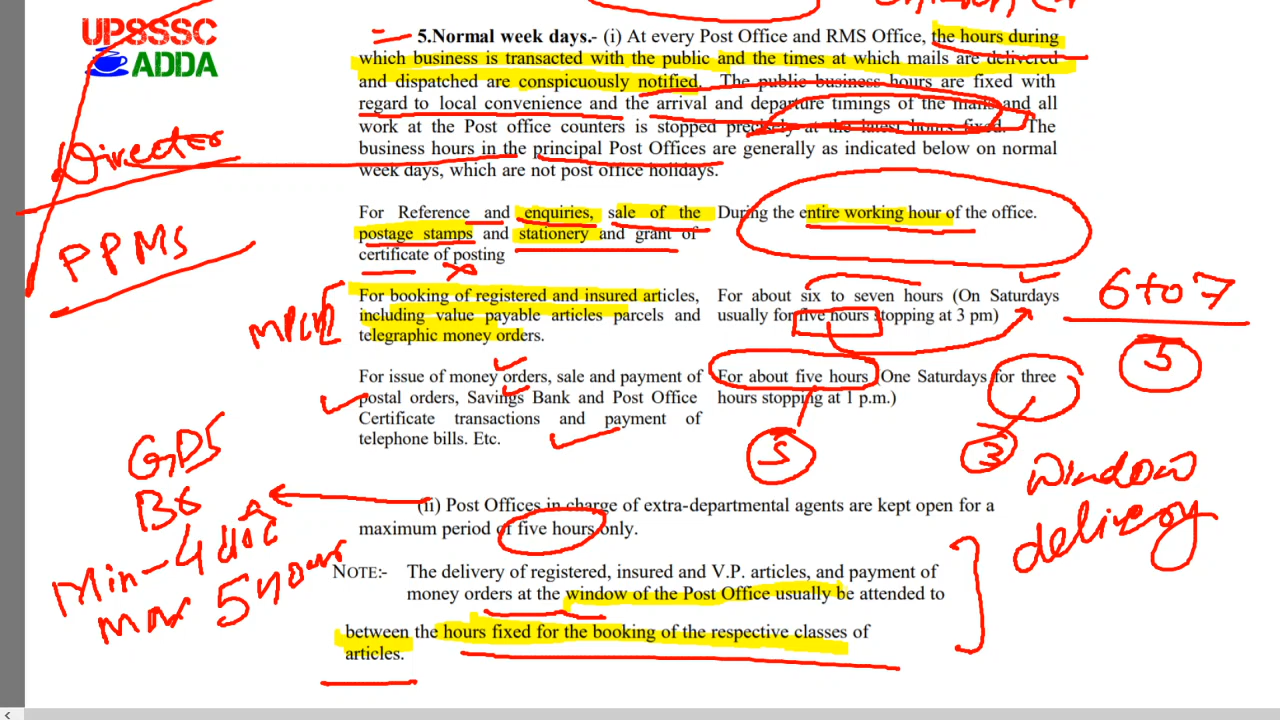 UP8SSC
ADDA
5.Normal week days.- (i) At every Post Office and RMS Office, the hours during
which business is transacted with the public and the times at which mails are delivered
and dispatched are conspicuously notified. The public business hours are fixed with
regard to local convenience and the arrival and departure timings of the mails and all
work at the Post office counters is stopped precisely at the latest hours fixed. The
business hours in the principal Post Offices are generally as indicated below on normal
week days, which are not post office holidays.
Director
PPMS
For Reference and enquiries, sale of the
postage stamps and stationery and grant of
certificate of posting
During the entire working hour of the office.
For booking of registered and insured articles,
including value payable articles parcels and
telegraphic money orders.
For about six to seven hours (On Saturdays
usually for five hours stopping at 3 pm)
6 to 7
5
For issue of money orders, sale and payment of
postal orders, Savings Bank and Post Office
Certificate transactions and payment of
telephone bills. Etc.
For about five hours (One Saturdays for three
hours stopping at 1 p.m.)
5
3
GDS
(ii) Post Offices in charge of extra-departmental agents are kept open for a
maximum period of five hours only.
Min - 4
max 5 hour
window
delivery
NOTE:- The delivery of registered, insured and V.P. articles, and payment of
money orders at the window of the Post Office usually be attended to
between the hours fixed for the booking of the respective classes of
articles.